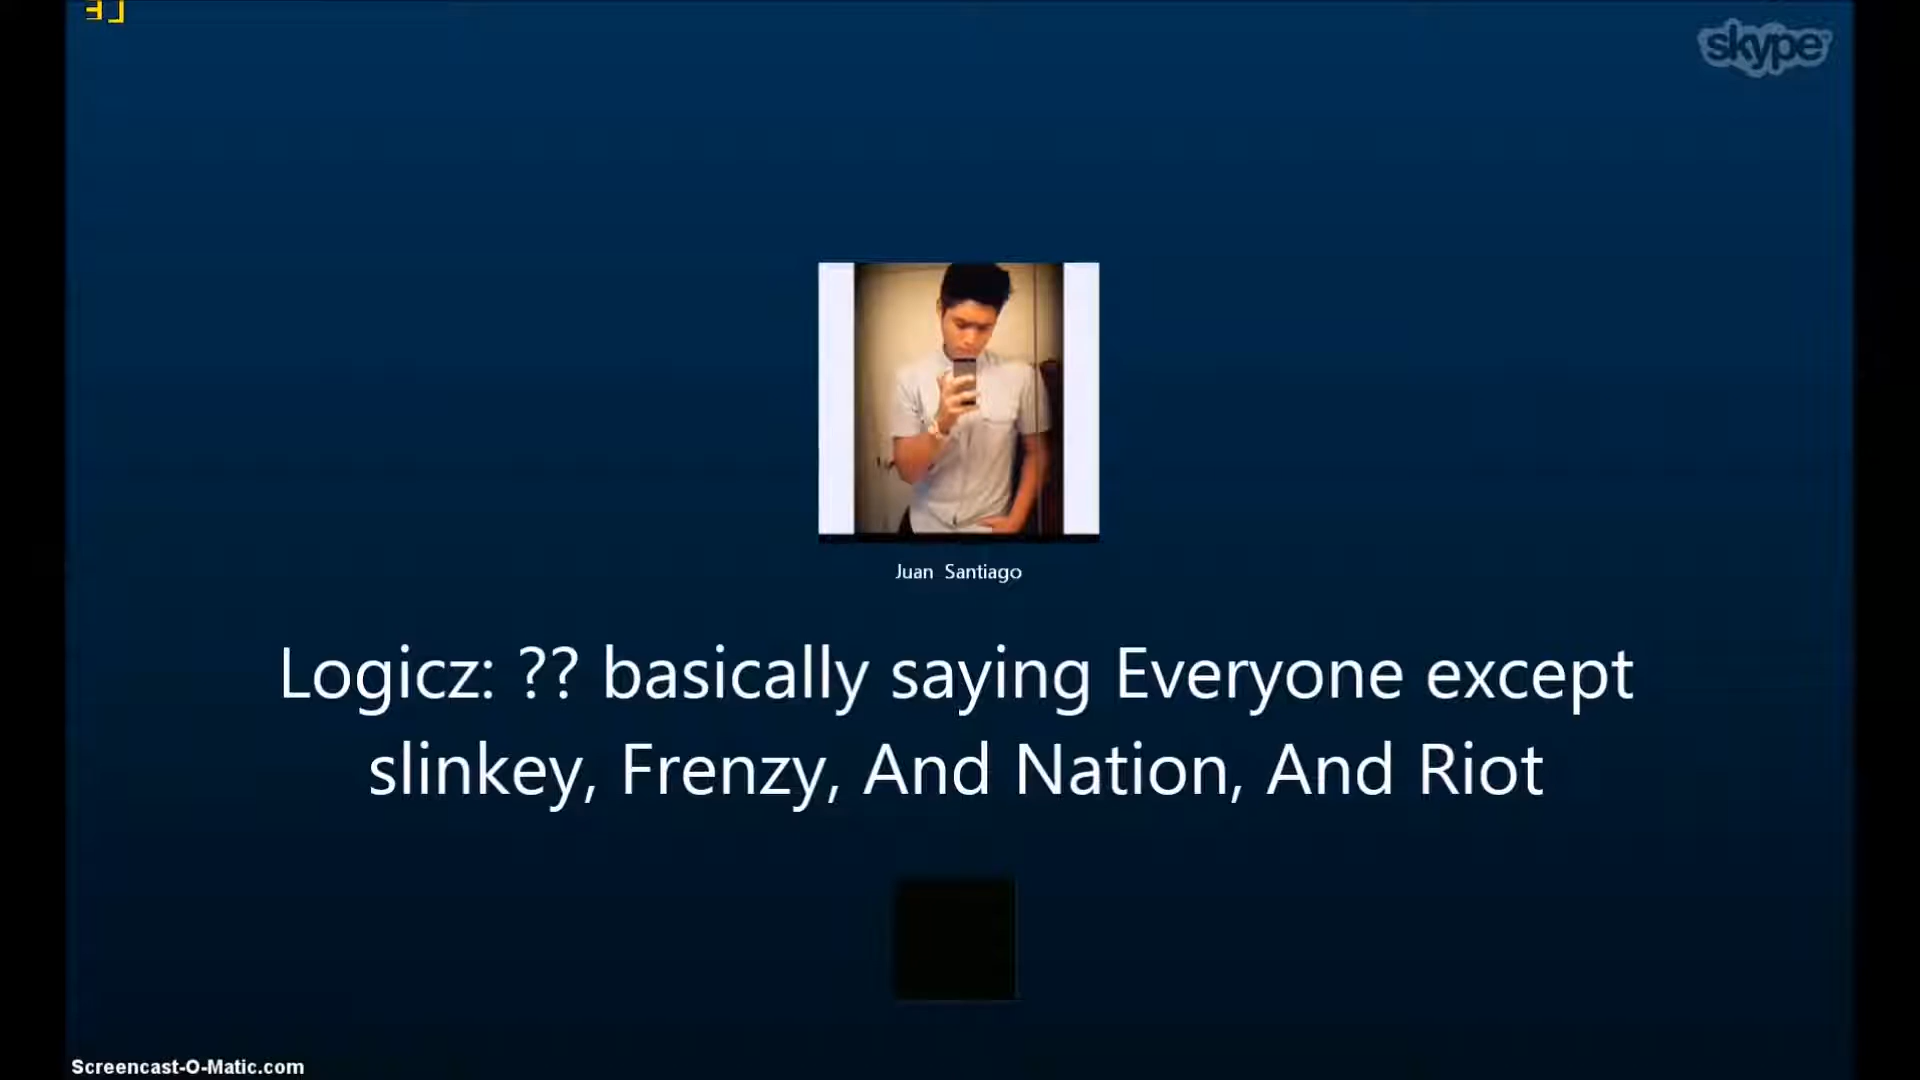 skype
Juan Santiago
Logicz: ?? basically saying Everyone except
slinkey, Frenzy, And Nation, And Riot
Screencast-O-Matic.com